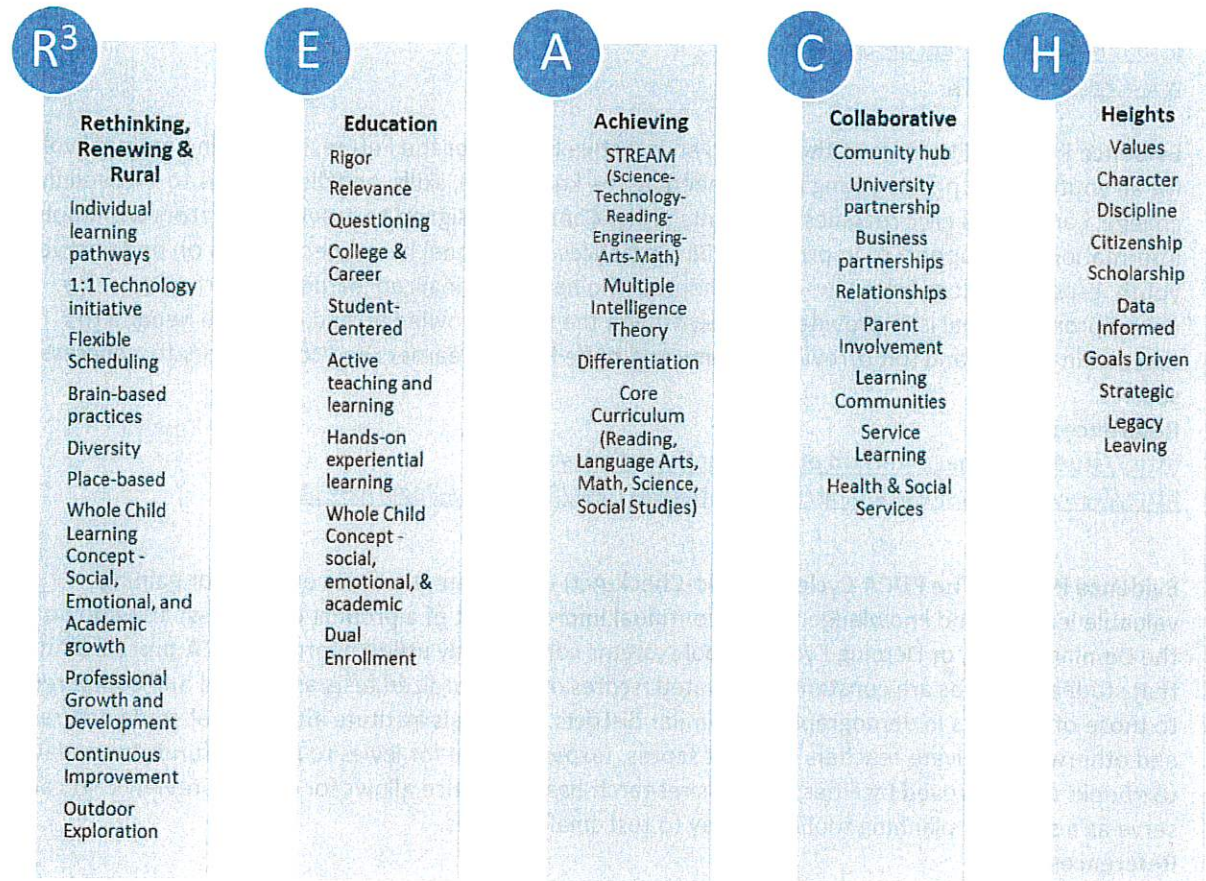 R³
Rethinking,
Renewing &
Rural
Individual
learning
pathways
1:1 Technology
initiative
Flexible
Scheduling
Brain-based
practices
Diversity
Place-based
Whole Child
Learning
Concept -
Social,
Emotional, and
Academic
growth
Professional
Growth and
Development
Continuous
Improvement
Outdoor
Exploration
E
Education
Rigor
Relevance
Questioning
College &
Career
Student-
Centered
Active
teaching and
learning
Hands-on
experiential
learning
Whole Child
Concept -
social,
emotional, &
academic
Dual
Enrollment
A
Achieving
STREAM
(Science-
Technology-
Reading-
Engineering-
Arts-Math)
Multiple
Intelligence
Theory
Differentiation
Core
Curriculum
(Reading,
Language Arts,
Math, Science,
Social Studies)
C
Collaborative
Comunity hub
University
partnership
Business
partnerships
Relationships
Parent
Involvement
Learning
Communities
Service
Learning
Health & Social
Services
H
Heights
Values
Character
Discipline
Citizenship
Scholarship
Data
Informed
Goals Driven
Strategic
Legacy
Leaving